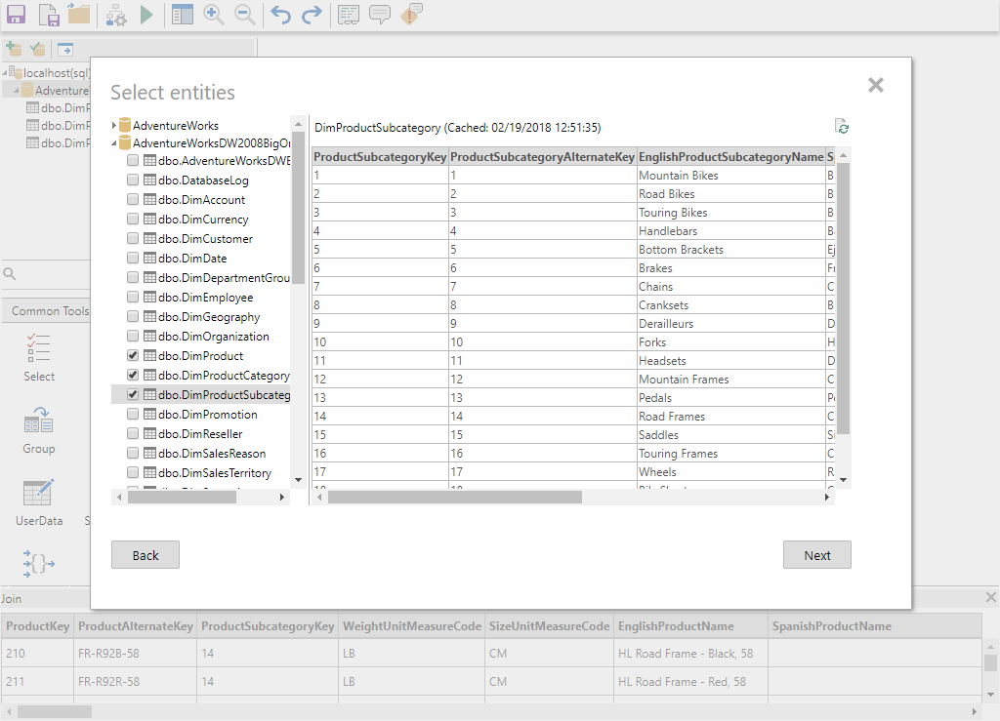 localhost(sql)
Adventure
dbo.DimP
dbo.DimP
dbo.DimP
Common Tools
Select
Group
UserData
S
Select entities
AdventureWorks
AdventureWorksDW2008BigOr
dbo.AdventureWorksDWB
dbo.DatabaseLog
dbo.DimAccount
dbo.DimCurrency
dbo.DimCustomer
dbo.DimDate
dbo.DimDepartmentGrou
dbo.DimEmployee
dbo.DimGeography
dbo.DimOrganization
dbo.DimProduct
dbo.DimProductCategory
dbo.DimProductSubcateg
dbo.DimPromotion
dbo.DimReseller
dbo.DimSalesReason
dbo.DimSalesTerritory
DimProductSubcategory (Cached: 02/19/2018 12:51:35)
ProductSubcategoryKey ProductSubcategoryAlternateKey EnglishProductSubcategoryName S
1 1 Mountain Bikes B
2 2 Road Bikes B
3 3 Touring Bikes B
4 4 Handlebars B
5 5 Bottom Brackets Ej
6 6 Brakes Fr
7 7 Chains C
8 8 Cranksets B
9 9 Derailleurs D
10 10 Forks H
11 11 Headsets D
12 12 Mountain Frames C
13 13 Pedals P
14 14 Road Frames C
15 15 Saddles Si
16 16 Touring Frames C
17 17 Wheels R
Back
Next
Join
ProductKey ProductAlternateKey ProductSubcategoryKey WeightUnitMeasureCode SizeUnitMeasureCode EnglishProductName SpanishProductName
210 FR-R92B-58 14 LB CM HL Road Frame - Black, 58
211 FR-R92R-58 14 LB CM HL Road Frame - Red, 58